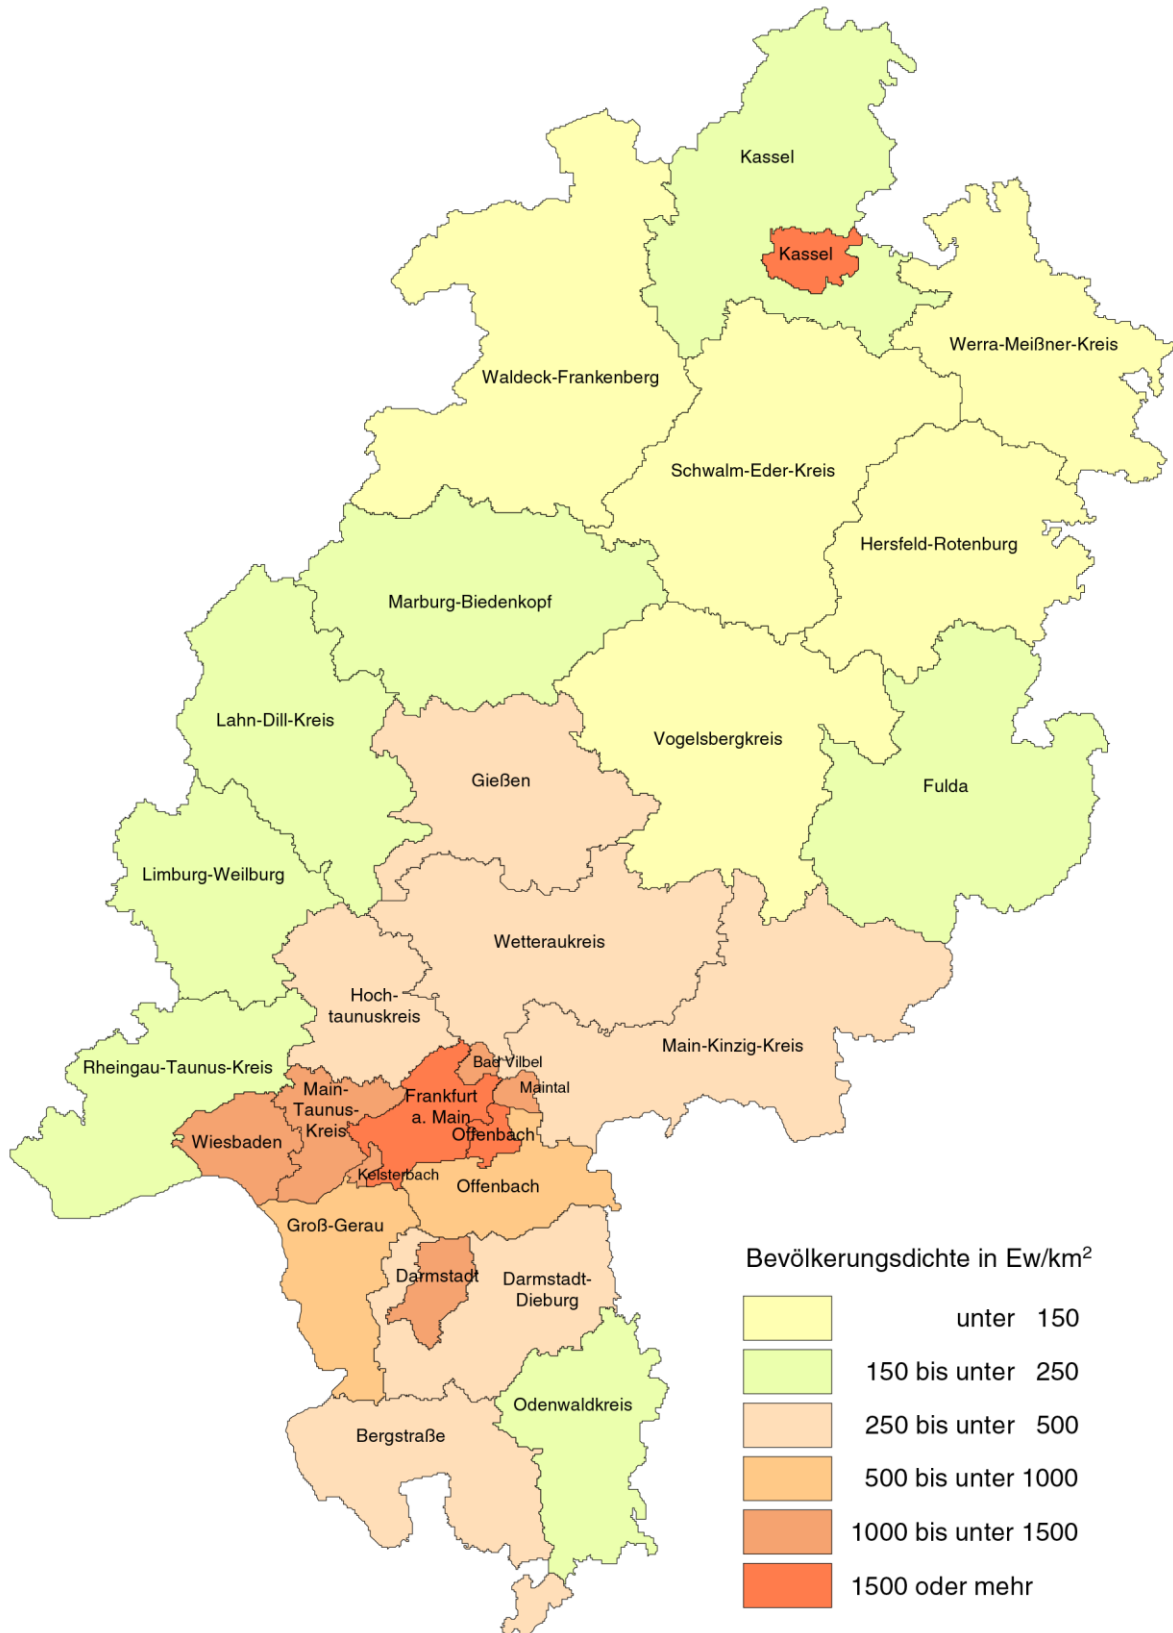 Kassel
Kassel
Werra-Meißner-Kreis
Waldeck-Frankenberg
Schwalm-Eder-Kreis
Hersfeld-Rotenburg
Marburg-Biedenkopf
Lahn-Dill-Kreis
Vogelsbergkreis
Gießen
Fulda
Limburg-Weilburg
Wetteraukreis
Hoch-
taunuskreis
Main-Kinzig-Kreis
Rheingau-Taunus-Kreis
Bad Vilbel
Maintal
Main-
Taunus-
Kreis
Frankfurt
a. Main
Offenbach
Wiesbaden
Kelsterbach
Offenbach
Groß-Gerau
Darmstadt
Darmstadt-
Dieburg
Odenwaldkreis
Bergstraße
Bevölkerungsdichte in Ew/km²
unter 150
150 bis unter 250
250 bis unter 500
500 bis unter 1000
1000 bis unter 1500
1500 oder mehr